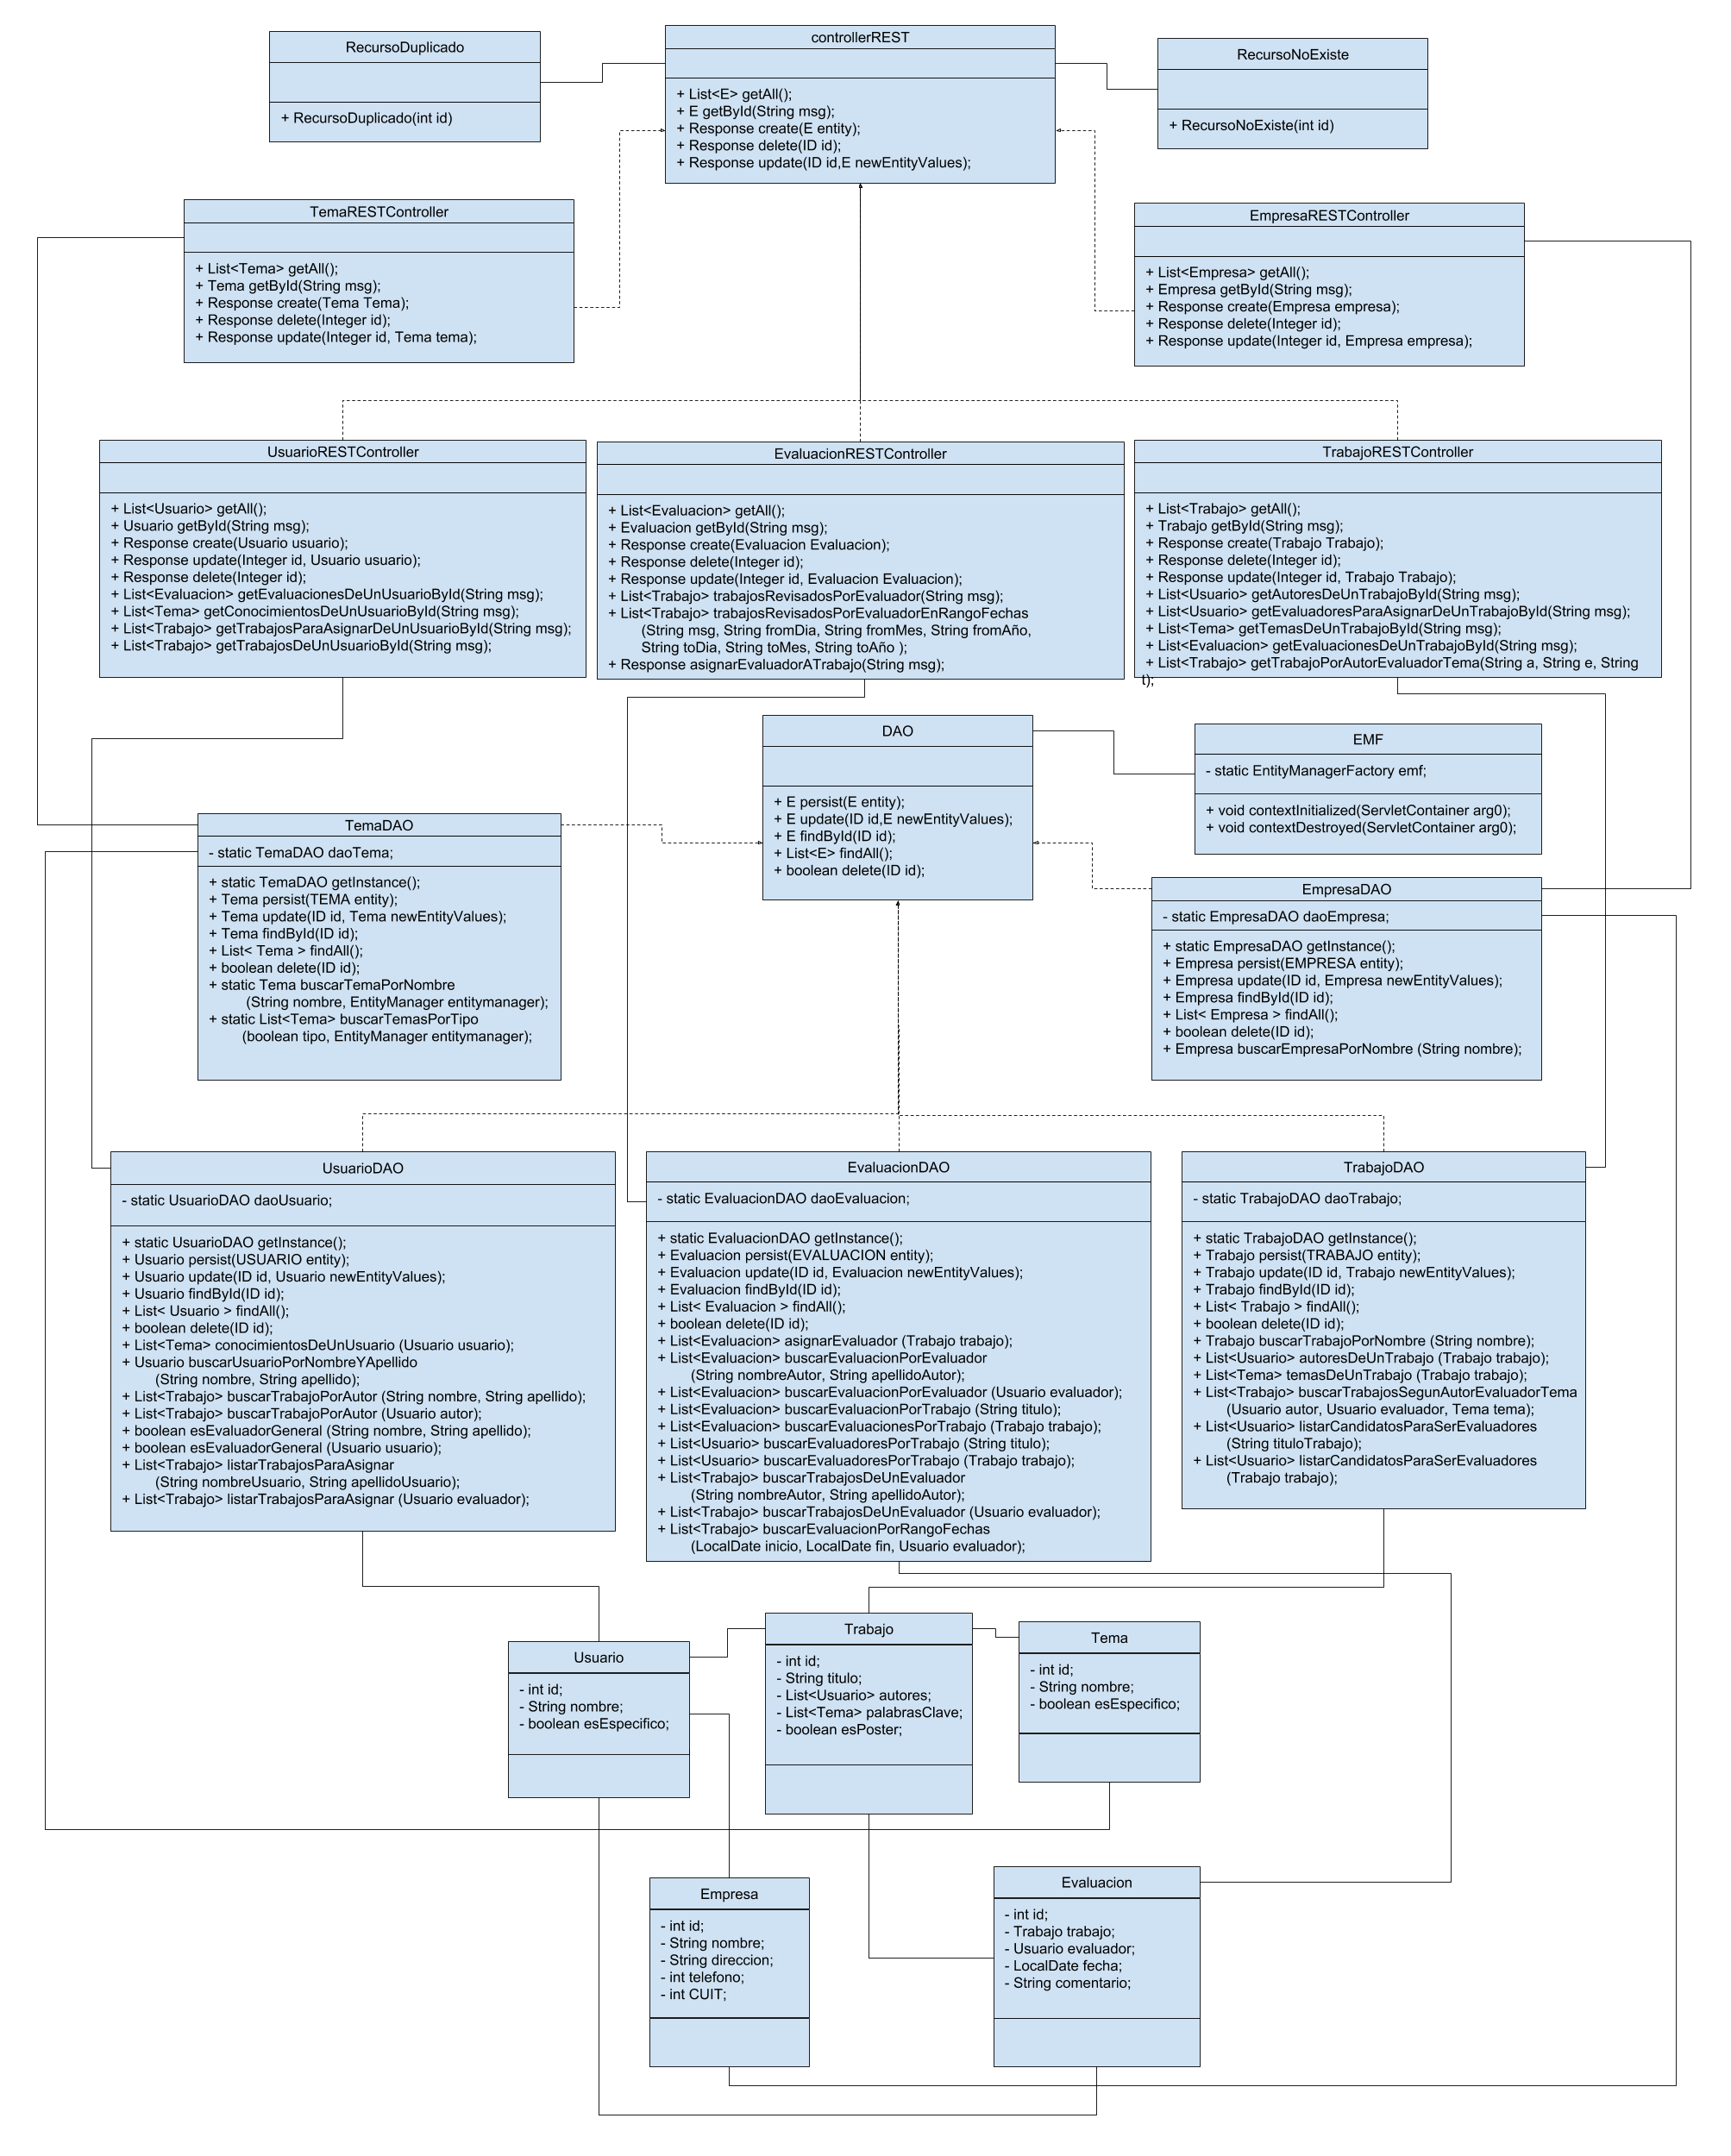 RecursoDuplicado
+ RecursoDuplicado(int id)
controllerREST
+ List<E> getAll();
+ E getById(String msg);
+ Response create(E entity);
+ Response delete(ID id);
+ Response update(ID id,E newEntityValues);
RecursoNoExiste
+ RecursoNoExiste(int id)
TemaRESTController
+ List<Tema> getAll();
+ Tema getById(String msg);
+ Response create(Tema Tema);
+ Response delete(Integer id);
+ Response update(Integer id, Tema tema);
EmpresaRESTController
+ List<Empresa> getAll();
+ Empresa getById(String msg);
+ Response create(Empresa empresa);
+ Response delete(Integer id);
+ Response update(Integer id, Empresa empresa);
UsuarioRESTController
+ List<Usuario> getAll();
+ Usuario getById(String msg);
+ Response create(Usuario usuario);
+ Response update(Integer id, Usuario usuario);
+ Response delete(Integer id);
+ List<Evaluacion> getEvaluacionesDeUnUsuarioById(String msg);
+ List<Tema> getConocimientosDeUnUsuarioById(String msg);
+ List<Trabajo> getTrabajosParaAsignarDeUnUsuarioById(String msg);
+ List<Trabajo> getTrabajosDeUnUsuarioById(String msg);
EvaluacionRESTController
+ List<Evaluacion> getAll();
+ Evaluacion getById(String msg);
+ Response create(Evaluacion Evaluacion);
+ Response delete(Integer id);
+ Response update(Integer id, Evaluacion Evaluacion);
+ List<Trabajo> trabajosRevisadosPorEvaluador(String msg);
+ List<Trabajo> trabajosRevisadosPorEvaluadorEnRangoFechas
(String msg, String fromDia, String fromMes, String fromAño,
String toDia, String toMes, String toAño );
+ Response asignarEvaluadorATrabajo(String msg);
TrabajoRESTController
+ List<Trabajo> getAll();
+ Trabajo getById(String msg);
+ Response create(Trabajo Trabajo);
+ Response delete(Integer id);
+ Response update(Integer id, Trabajo Trabajo);
+ List<Usuario> getAutoresDeUnTrabajoById(String msg);
+ List<Usuario> getEvaluadoresParaAsignarDeUnTrabajoById(String msg);
+ List<Tema> getTemasDeUnTrabajoById(String msg);
+ List<Evaluacion> getEvaluacionesDeUnTrabajoById(String msg);
+ List<Trabajo> getTrabajoPorAutorEvaluadorTema(String a, String e, String
t);
DAO
+ E persist(E entity);
+ E update(ID id,E newEntityValues);
+ E findById(ID id);
+ List<E> findAll();
+ boolean delete(ID id);
EMF
- static EntityManagerFactory emf;
+ void contextInitialized(ServletContainer arg0);
+ void contextDestroyed(ServletContainer arg0);
TemaDAO
- static TemaDAO daoTema;
+ static TemaDAO getInstance();
+ Tema persist(TEMA entity);
+ Tema update(ID id, Tema newEntityValues);
+ Tema findById(ID id);
+ List< Tema > findAll();
+ boolean delete(ID id);
+ static Tema buscarTemaPorNombre
(String nombre, EntityManager entitymanager);
+ static List<Tema> buscarTemasPorTipo
(boolean tipo, EntityManager entitymanager);
EmpresaDAO
- static EmpresaDAO daoEmpresa;
+ static EmpresaDAO getInstance();
+ Empresa persist(EMPRESA entity);
+ Empresa update(ID id, Empresa newEntityValues);
+ Empresa findById(ID id);
+ List< Empresa > findAll();
+ boolean delete(ID id);
+ Empresa buscarEmpresaPorNombre (String nombre);
UsuarioDAO
- static UsuarioDAO daoUsuario;
+ static UsuarioDAO getInstance();
+ Usuario persist(USUARIO entity);
+ Usuario update(ID id, Usuario newEntityValues);
+ Usuario findById(ID id);
+ List< Usuario > findAll();
+ boolean delete(ID id);
+ List<Tema> conocimientosDeUnUsuario (Usuario usuario);
+ Usuario buscarUsuarioPorNombreYApellido
(String nombre, String apellido);
+ List<Trabajo> buscarTrabajoPorAutor (String nombre, String apellido);
+ List<Trabajo> buscarTrabajoPorAutor (Usuario autor);
+ boolean esEvaluadorGeneral (String nombre, String apellido);
+ boolean esEvaluadorGeneral (Usuario usuario);
+ List<Trabajo> listarTrabajosParaAsignar
(String nombreUsuario, String apellidoUsuario);
+ List<Trabajo> listarTrabajosParaAsignar (Usuario evaluador);
EvaluacionDAO
- static EvaluacionDAO daoEvaluacion;
+ static EvaluacionDAO getInstance();
+ Evaluacion persist(EVALUACION entity);
+ Evaluacion update(ID id, Evaluacion newEntityValues);
+ Evaluacion findById(ID id);
+ List< Evaluacion > findAll();
+ boolean delete(ID id);
+ List<Evaluacion> asignarEvaluador (Trabajo trabajo);
+ List<Evaluacion> buscarEvaluacionPorEvaluador
(String nombreAutor, String apellidoAutor);
+ List<Evaluacion> buscarEvaluacionPorEvaluador (Usuario evaluador);
+ List<Evaluacion> buscarEvaluacionPorTrabajo (String titulo);
+ List<Evaluacion> buscarEvaluacionesPorTrabajo (Trabajo trabajo);
+ List<Usuario> buscarEvaluadoresPorTrabajo (String titulo);
+ List<Usuario> buscarEvaluadoresPorTrabajo (Trabajo trabajo);
+ List<Trabajo> buscarTrabajosDeUnEvaluador
(String nombreAutor, String apellidoAutor);
+ List<Trabajo> buscarTrabajosDeUnEvaluador (Usuario evaluador);
+ List<Trabajo> buscarEvaluacionPorRangoFechas
(LocalDate inicio, LocalDate fin, Usuario evaluador);
TrabajoDAO
- static TrabajoDAO daoTrabajo;
+ static TrabajoDAO getInstance();
+ Trabajo persist(TRABAJO entity);
+ Trabajo update(ID id, Trabajo newEntityValues);
+ Trabajo findById(ID id);
+ List< Trabajo > findAll();
+ boolean delete(ID id);
+ Trabajo buscarTrabajoPorNombre (String nombre);
+ List<Usuario> autoresDeUnTrabajo (Trabajo trabajo);
+ List<Tema> temasDeUnTrabajo (Trabajo trabajo);
+ List<Trabajo> buscarTrabajosSegunAutorEvaluadorTema
(Usuario autor, Usuario evaluador, Tema tema);
+ List<Usuario> listarCandidatosParaSerEvaluadores
(String tituloTrabajo);
+ List<Usuario> listarCandidatosParaSerEvaluadores
(Trabajo trabajo);
Usuario
- int id;
- String nombre;
- boolean esEspecifico;
Trabajo
- int id;
- String titulo;
- List<Usuario> autores;
- List<Tema> palabrasClave;
- boolean esPoster;
Tema
- int id;
- String nombre;
- boolean esEspecifico;
Empresa
- int id;
- String nombre;
- String direccion;
- int telefono;
- int CUIT;
Evaluacion
- int id;
- Trabajo trabajo;
- Usuario evaluador;
- LocalDate fecha;
- String comentario;